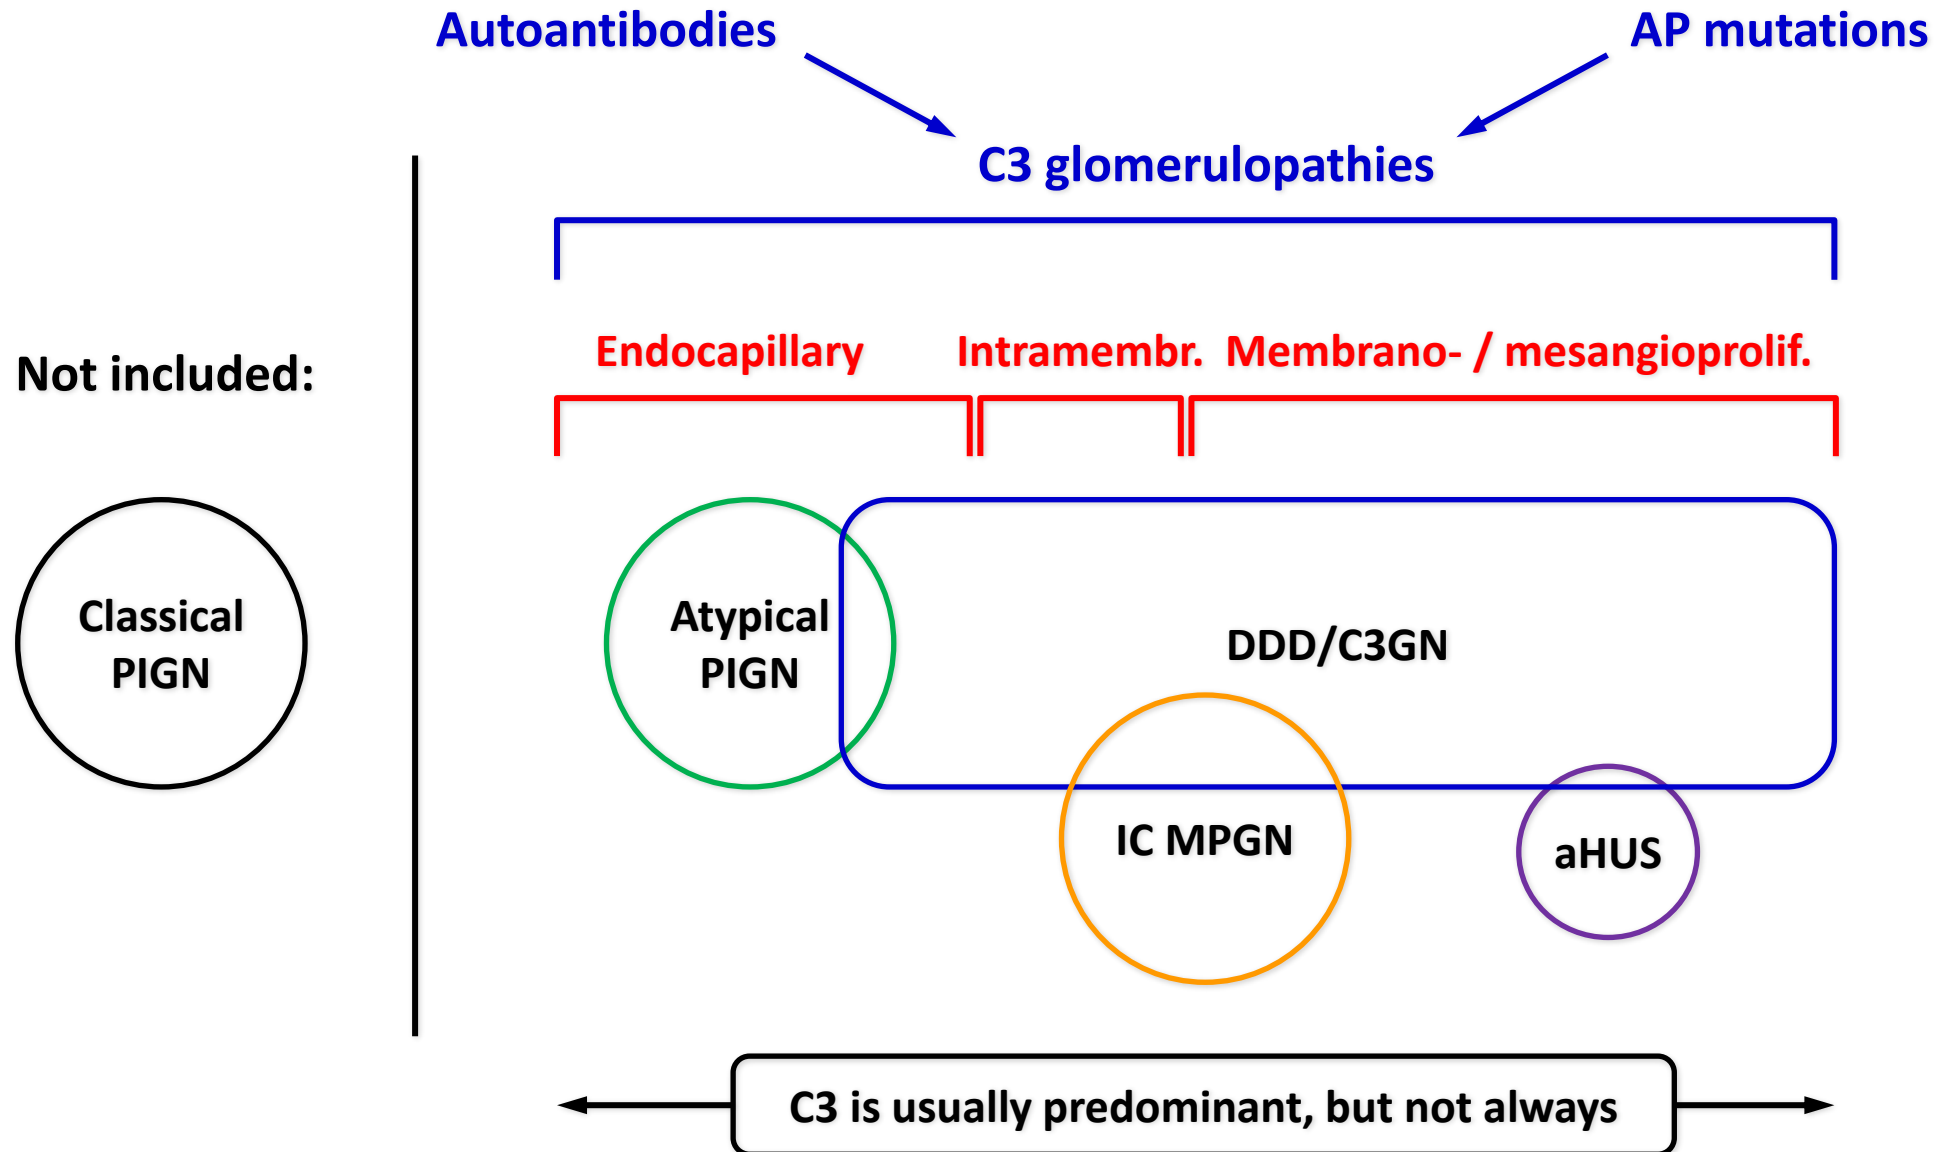 Autoantibodies
AP mutations
C3 glomerulopathies
Not included:
Endocapillary
Intramembr.
Membrano- / mesangioprolif.
Classical
PIGN
Atypical
PIGN
DDD/C3GN
IC MPGN
aHUS
C3 is usually predominant, but not always